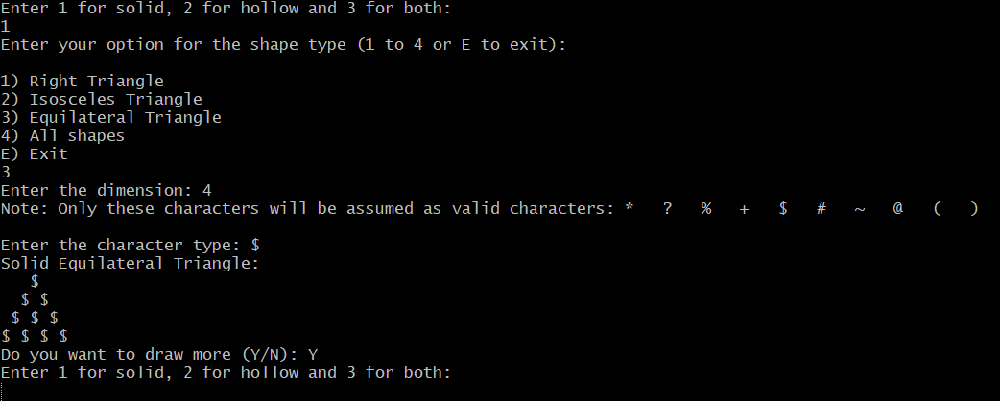 Enter 1 for solid, 2 for hollow and 3 for both:
1
Enter your option for the shape type (1 to 4 or E to exit):

1) Right Triangle
2) Isosceles Triangle
3) Equilateral Triangle
4) All shapes
E) Exit
3
Enter the dimension: 4
Note: Only these characters will be assumed as valid characters: *   ?   %   +   $   #   ~   @   (   )

Enter the character type: $
Solid Equilateral Triangle:
   $
  $ $
 $ $ $
$ $ $ $
Do you want to draw more (Y/N): Y
Enter 1 for solid, 2 for hollow and 3 for both: